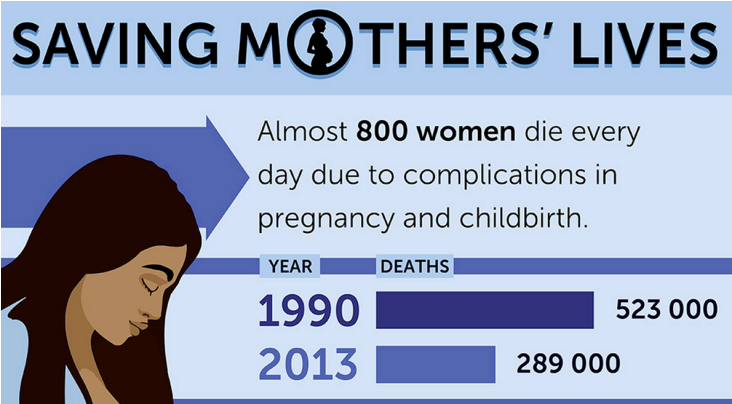 SAVING MOTHERS' LIVES
Almost 800 women die every
day due to complications in
pregnancy and childbirth.
YEAR DEATHS
1990 523 000
2013 289 000